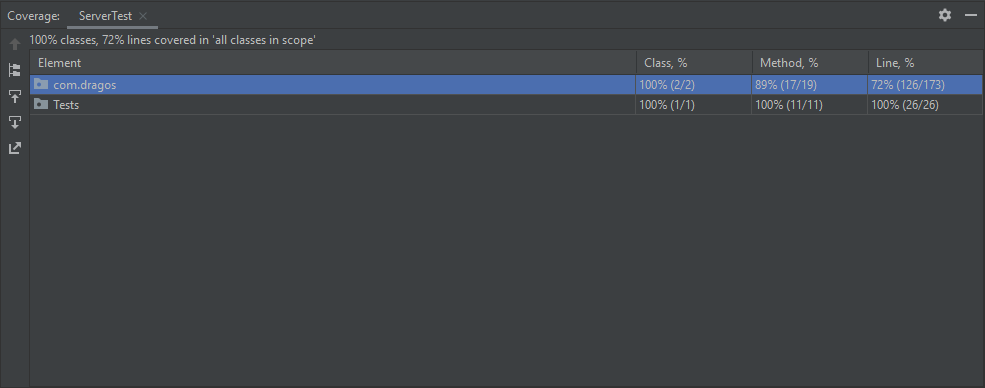 Coverage: ServerTest
100% classes, 72% lines covered in 'all classes in scope'
Element Class, % Method, % Line, %
com.dragos 100% (2/2) 89% (17/19) 72% (126/173)
Tests 100% (1/1) 100% (11/11) 100% (26/26)